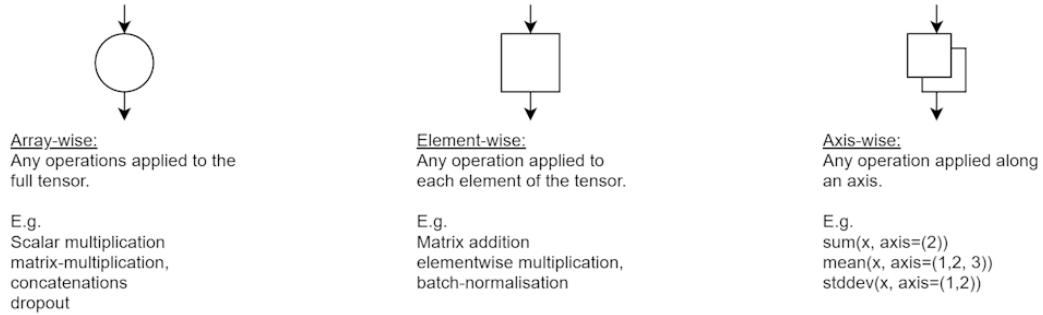 Array-wise:
Any operations applied to the
full tensor.
E.g.
Scalar multiplication
matrix-multiplication,
concatenations
dropout
Element-wise:
Any operation applied to
each element of the tensor.
E.g.
Matrix addition
elementwise multiplication,
batch-normalisation
Axis-wise:
Any operation applied along
an axis.
E.g.
sum(x, axis=(2))
mean(x, axis=(1,2, 3))
stddev(x, axis=(1,2))